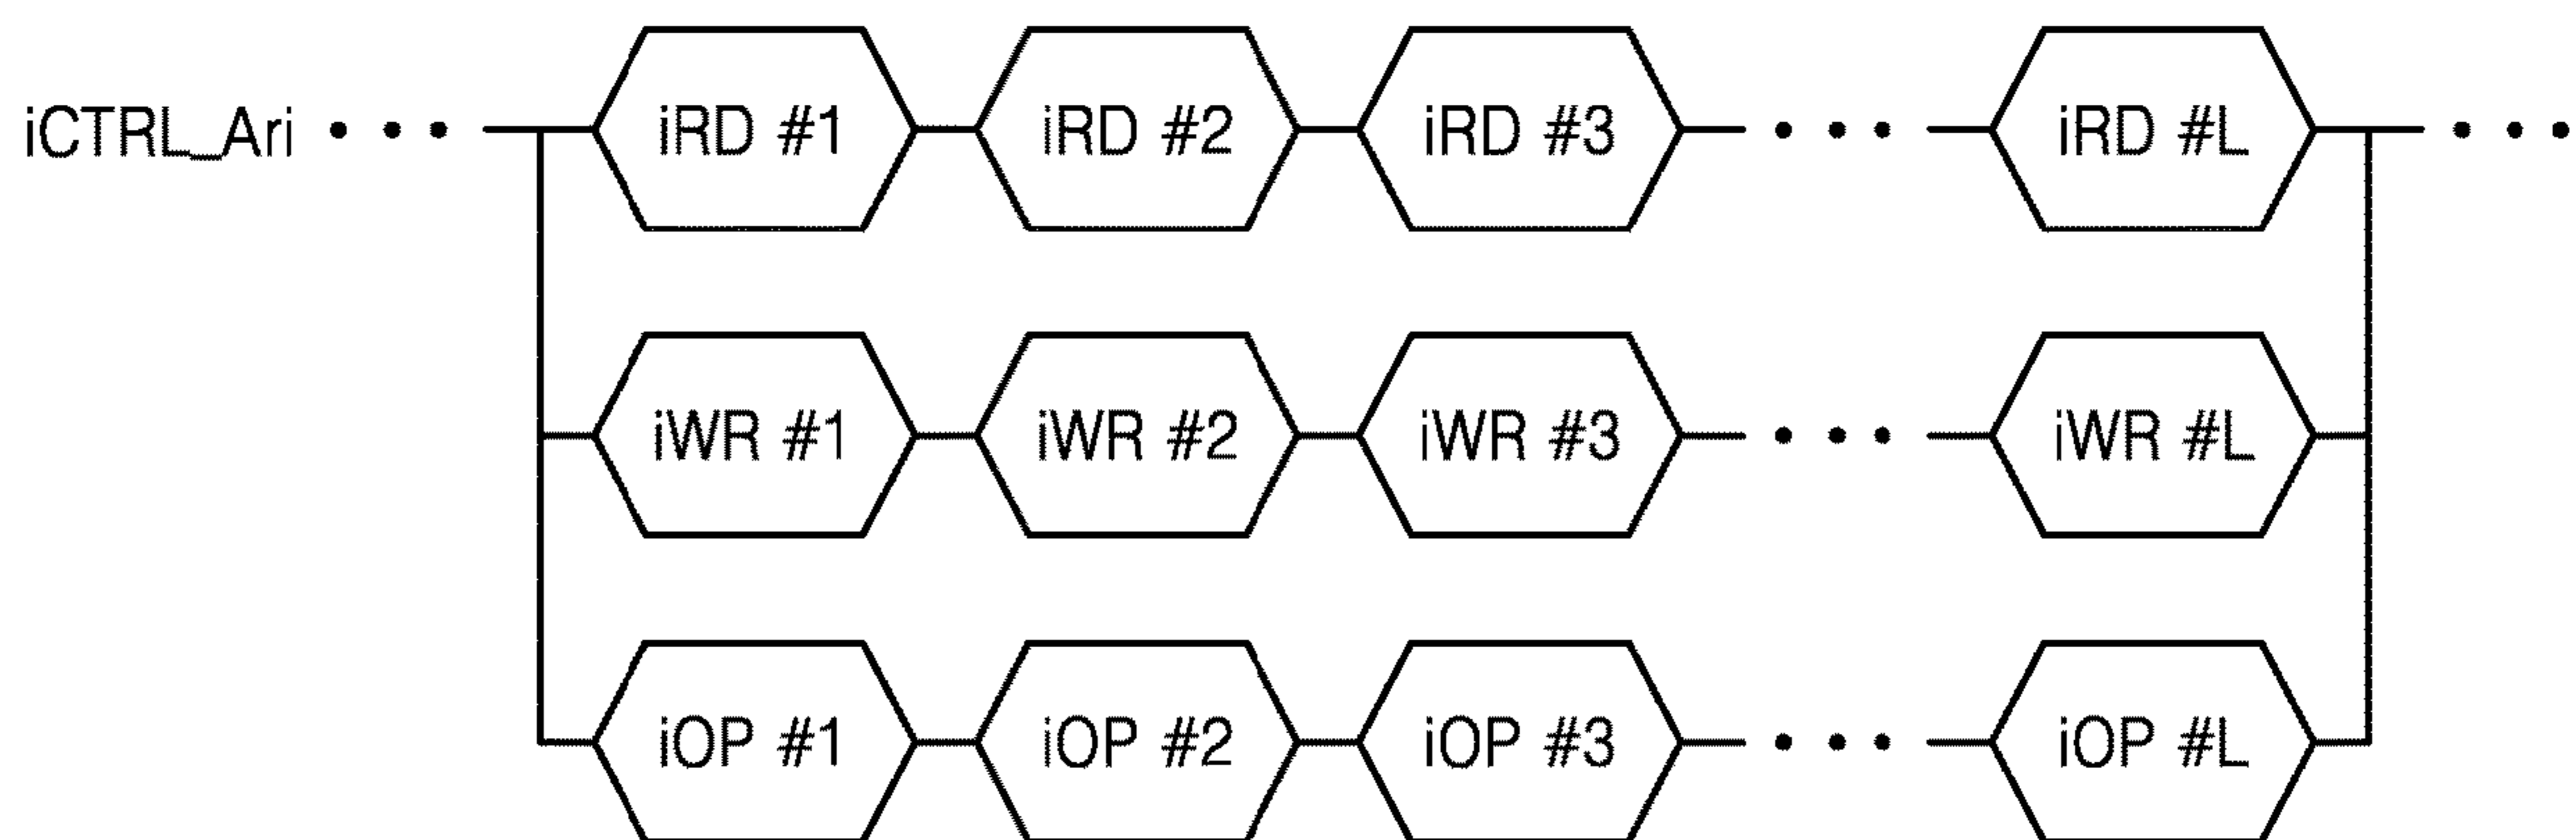 iCTRL_Ari • • • iRD #1 iRD #2 iRD #3 • • • iRD #L • • •
iWR #1 iWR #2 iWR #3 • • • iWR #L
iOP #1 iOP #2 iOP #3 • • • iOP #L